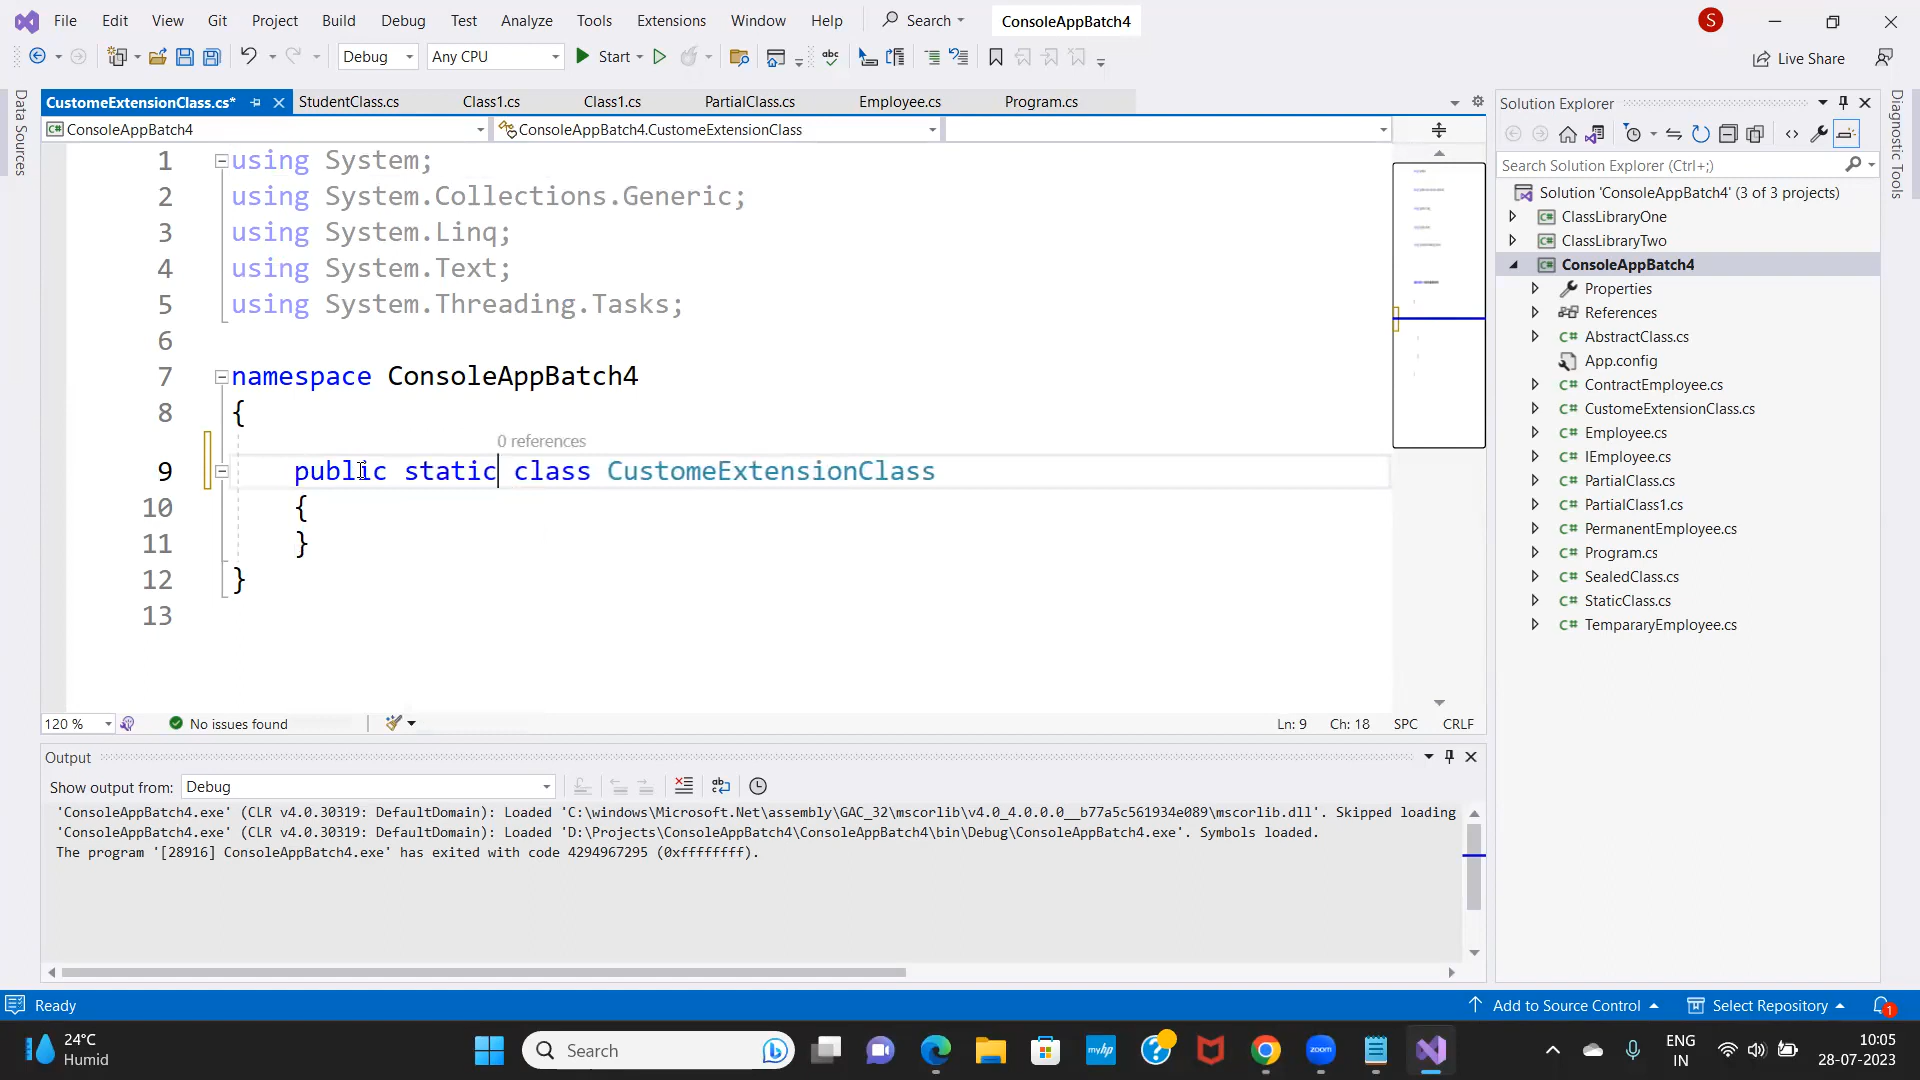 File Edit View Git Project Build Debug Test Analyze Tools Extensions Window Help Search ConsoleAppBatch4 S
Debug Any CPU Start Live Share
CustomeExtensionClass.cs* StudentClass.cs Class1.cs Class1.cs PartialClass.cs Employee.cs Program.cs
ConsoleAppBatch4 ConsoleAppBatch4.CustomeExtensionClass
Data Sources
1 using System;
2 using System.Collections.Generic;
3 using System.Linq;
4 using System.Text;
5 using System.Threading.Tasks;
6
7 namespace ConsoleAppBatch4
8 {
0 references
9 public static class CustomeExtensionClass
10 {
11 }
12 }
13
120 % No issues found Ln: 9 Ch: 18 SPC CRLF
Output
Show output from: Debug
'ConsoleAppBatch4.exe' (CLR v4.0.30319: DefaultDomain): Loaded 'C:\windows\Microsoft.Net\assembly\GAC_32\mscorlib\v4.0_4.0.0.0__b77a5c561934e089\mscorlib.dll'. Skipped loading
'ConsoleAppBatch4.exe' (CLR v4.0.30319: DefaultDomain): Loaded 'D:\Projects\ConsoleAppBatch4\ConsoleAppBatch4\bin\Debug\ConsoleAppBatch4.exe'. Symbols loaded.
The program '[28916] ConsoleAppBatch4.exe' has exited with code 4294967295 (0xffffffff).
Solution Explorer
Search Solution Explorer (Ctrl+;)
Solution 'ConsoleAppBatch4' (3 of 3 projects)
ClassLibraryOne
ClassLibraryTwo
ConsoleAppBatch4
Properties
References
AbstractClass.cs
App.config
ContractEmployee.cs
CustomeExtensionClass.cs
Employee.cs
IEmployee.cs
PartialClass.cs
PartialClass1.cs
PermanentEmployee.cs
Program.cs
SealedClass.cs
StaticClass.cs
TempararyEmployee.cs
Diagnostic Tools
Ready Add to Source Control Select Repository 1
24°C
Humid
Search
myhp
zoom
ENG
IN
10:05
28-07-2023